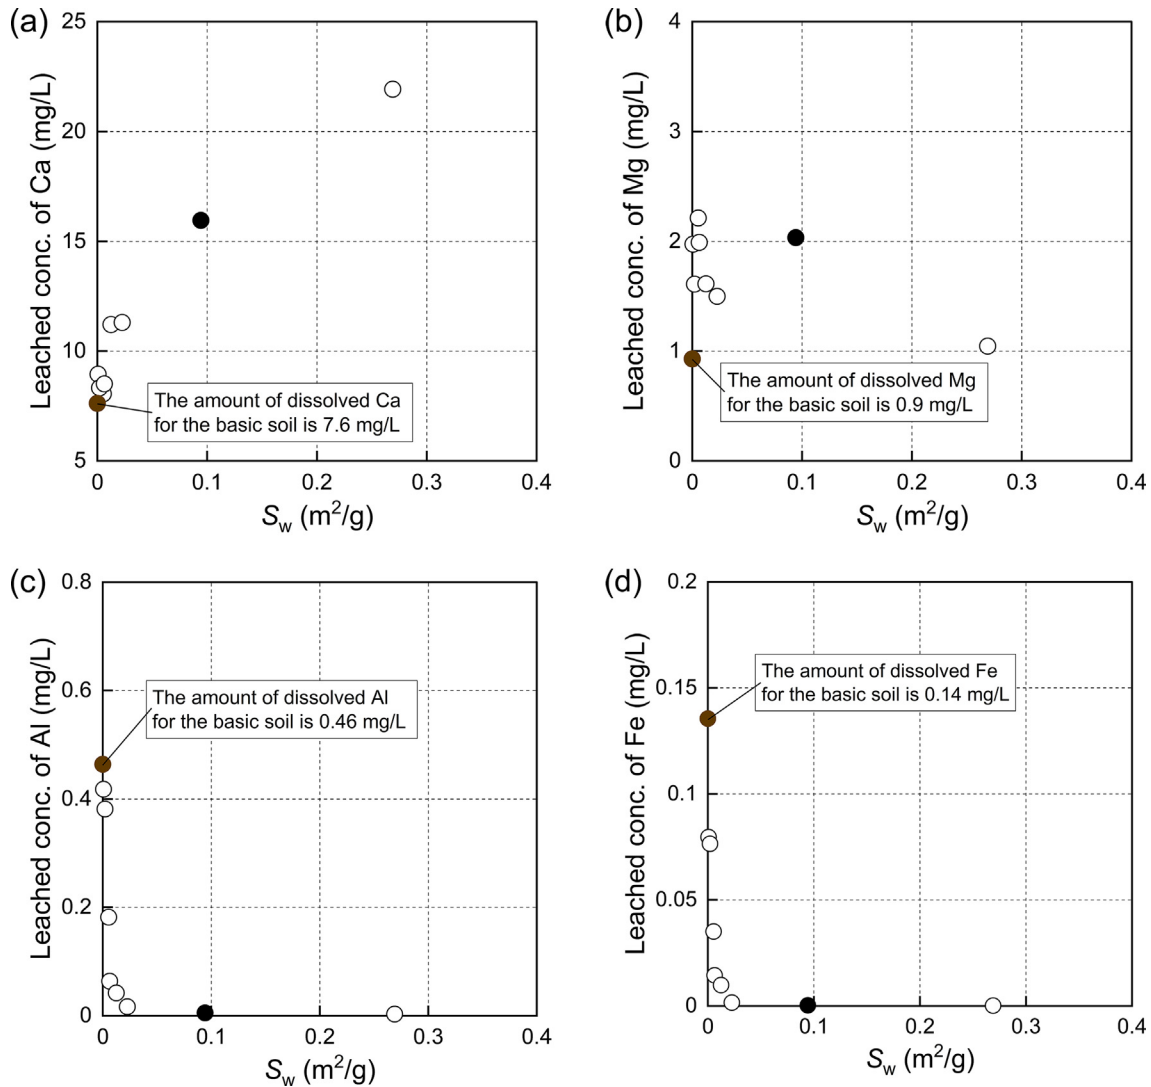 (a)
25
20
15
10
5
Leached conc. of Ca (mg/L)
The amount of dissolved Ca
for the basic soil is 7.6 mg/L
0
0.1
0.2
0.3
0.4
Sw (m2/g)
(b)
4
3
2
1
0
Leached conc. of Mg (mg/L)
The amount of dissolved Mg
for the basic soil is 0.9 mg/L
0
0.1
0.2
0.3
0.4
Sw (m2/g)
(c)
0.8
0.6
0.4
0.2
0
Leached conc. of Al (mg/L)
The amount of dissolved Al
for the basic soil is 0.46 mg/L
0
0.1
0.2
0.3
0.4
Sw (m2/g)
(d)
0.2
0.15
0.1
0.05
0
Leached conc. of Fe (mg/L)
The amount of dissolved Fe
for the basic soil is 0.14 mg/L
0
0.1
0.2
0.3
0.4
Sw (m2/g)